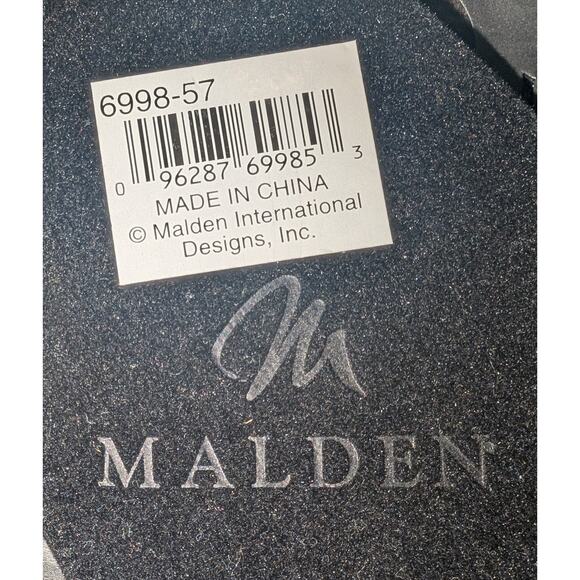 6998-57
0 96287 69985 3
MADE IN CHINA
© Malden International
Designs, Inc.
M
MALDEN